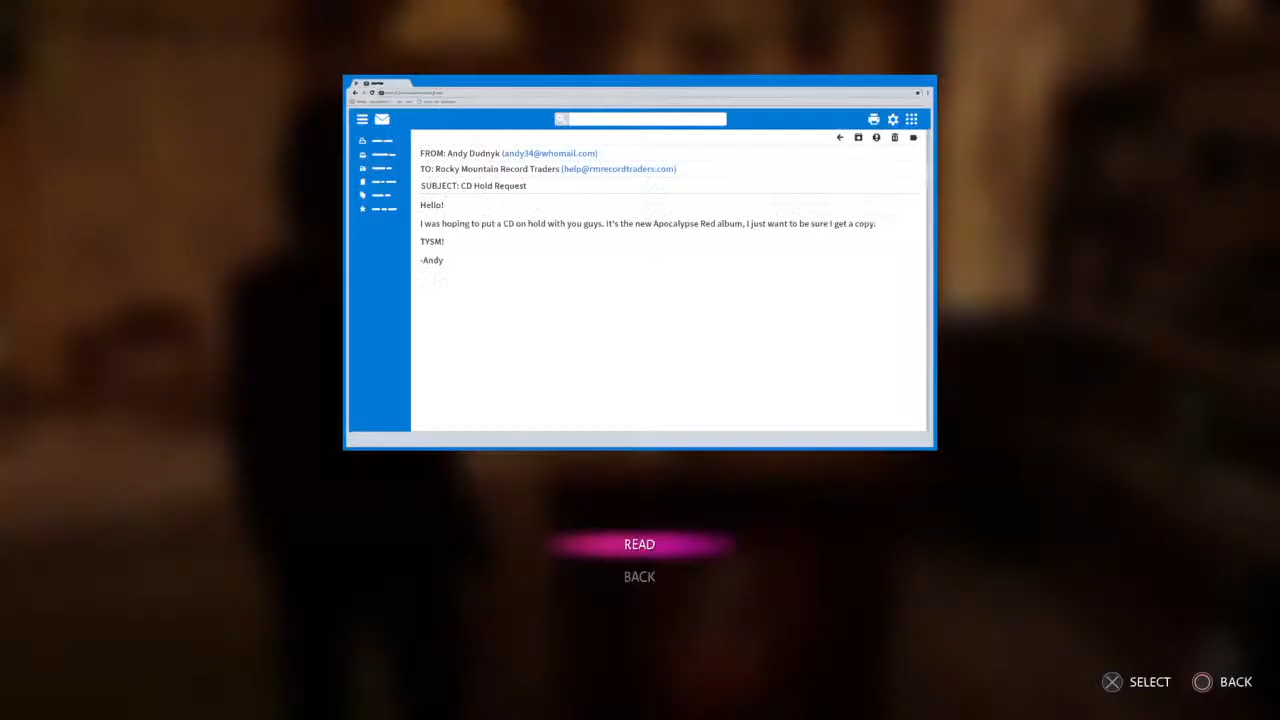 FROM: Andy Dudnyk (andy34@whomail.com)
TO: Rocky Mountain Record Traders (help@rmrecordtraders.com)
SUBJECT: CD Hold Request
Hello!
I was hoping to put a CD on hold with you guys. It's the new Apocalypse Red album, I just want to be sure I get a copy.
TYSM!
-Andy
READ
BACK
SELECT
BACK